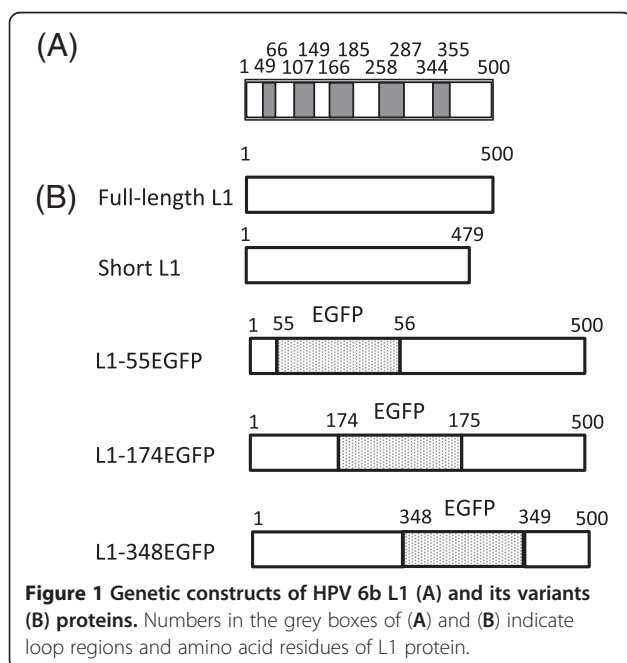 (A)
66 149 185 287 355
1 49 107 166 258 344 500
1 500
(B) Full-length L1
1 479
Short L1
EGFP
1 55 56 500
L1-55EGFP
EGFP
1 174 175 500
L1-174EGFP
EGFP
1 348 349 500
L1-348EGFP
Figure 1 Genetic constructs of HPV 6b L1 (A) and its variants
(B) proteins. Numbers in the grey boxes of (A) and (B) indicate
loop regions and amino acid residues of L1 protein.